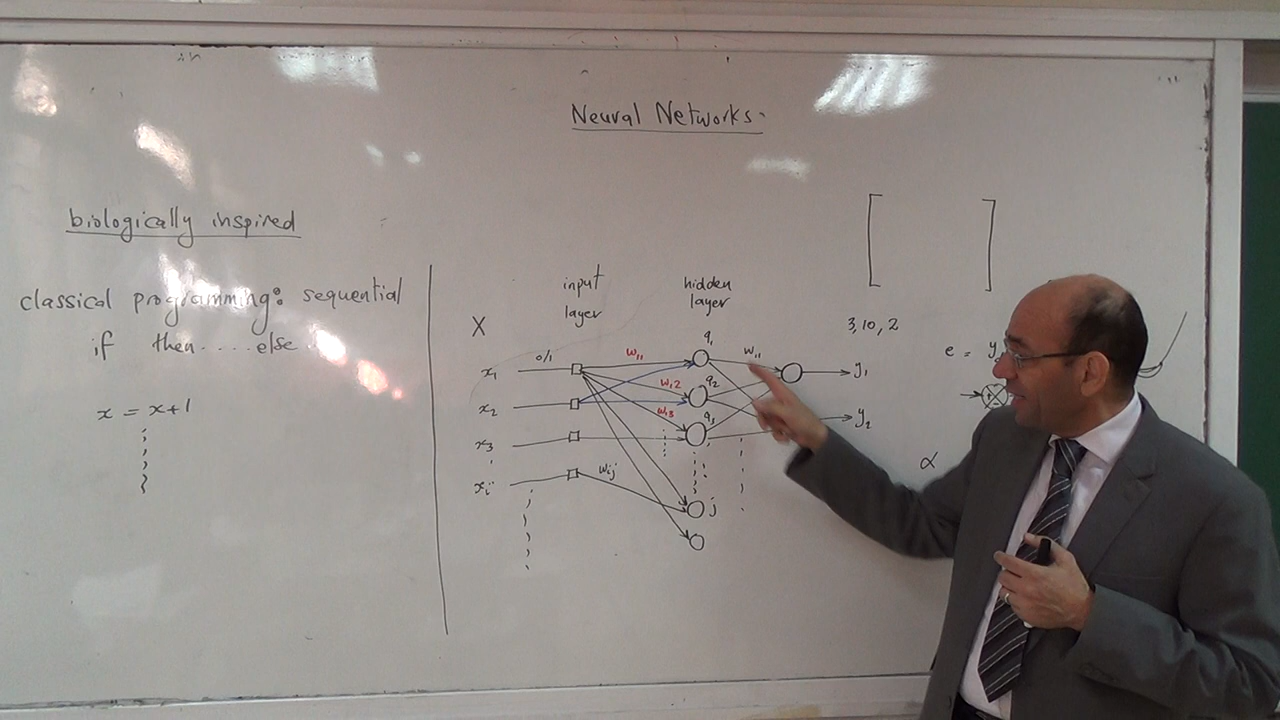 Neural Networks.
biologically inspired
classical programming: sequential
if then.....else..
x = x+1
input
layer
hidden
layer
X
0/1
x₁
x₂
x₃
xᵢ
w₁₁
w₁₂
w₁₃
wᵢⱼ
q₁
q₂
q₃
j
w₁₁
y₁
y₂
3,10, 2
e = y
+
-
α